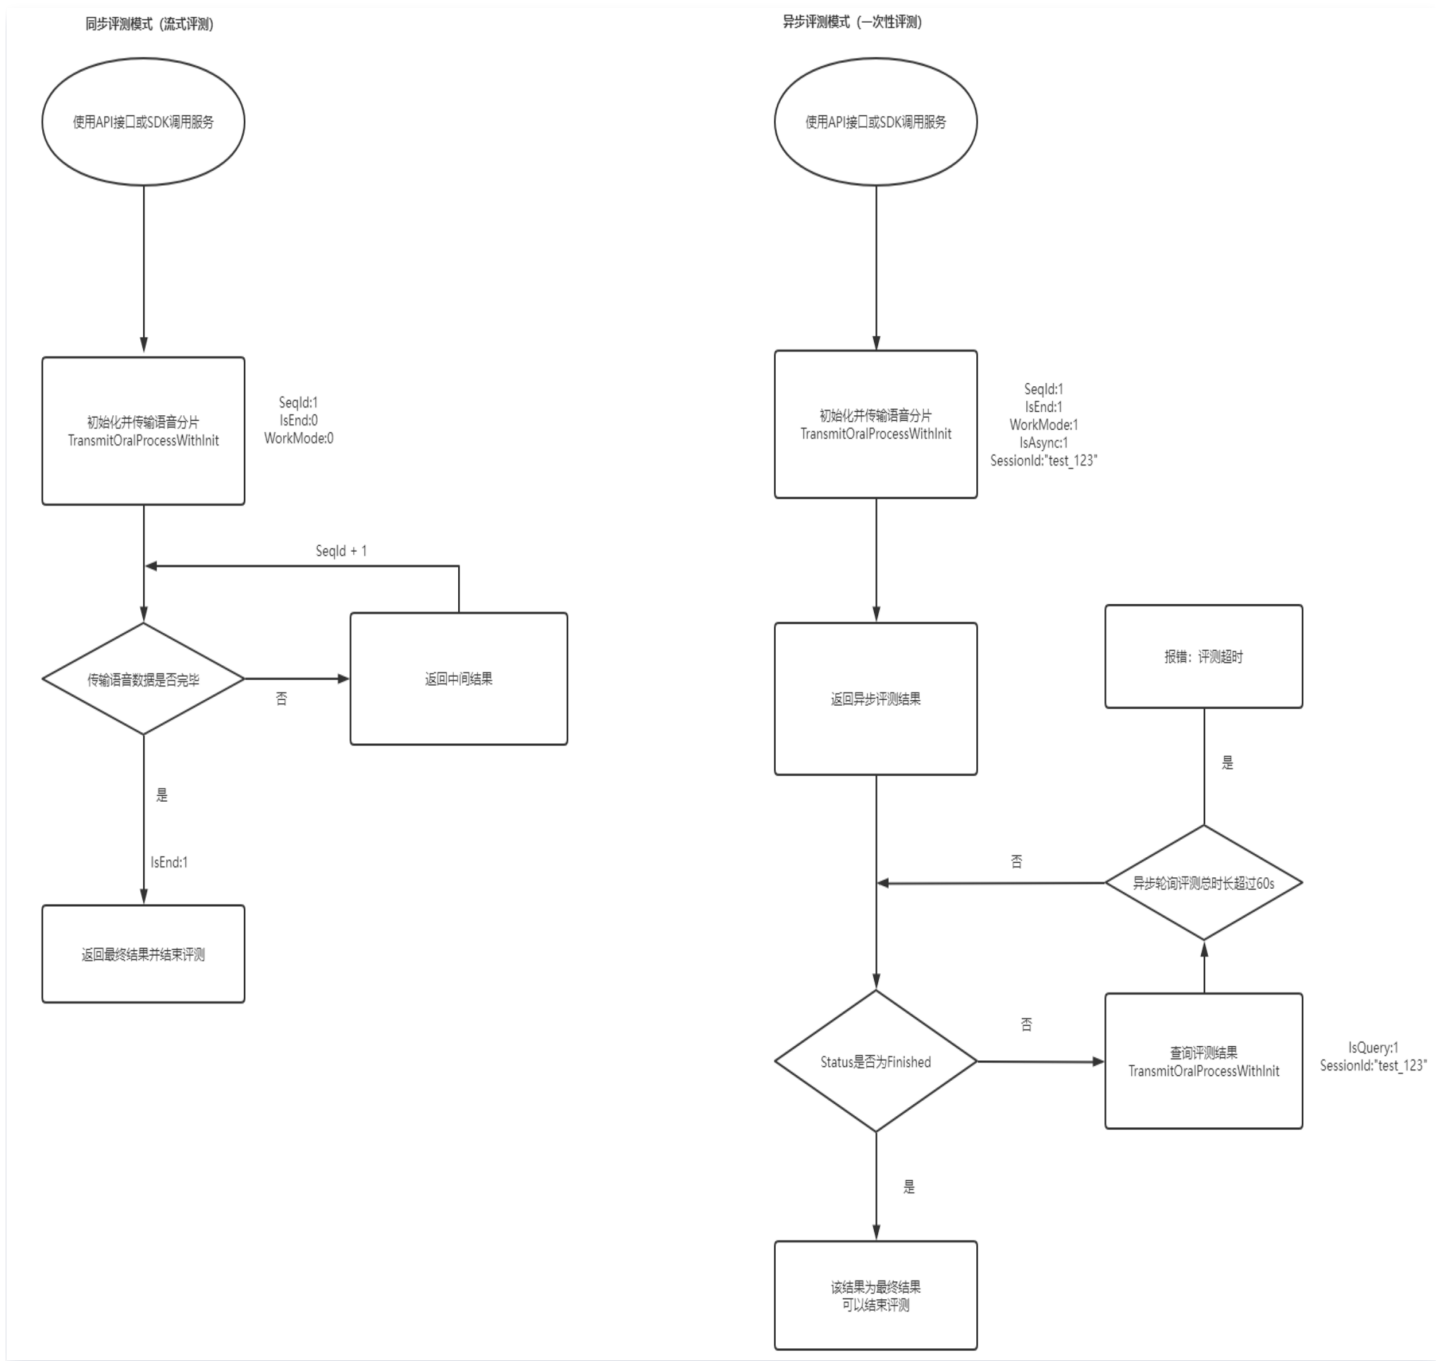 同步评测模式（流式评测）
使用API接口或SDK调用服务
初始化并传输语音分片
TransmitOralProcessWithInit
SeqId:1
IsEnd:0
WorkMode:0
SeqId + 1
传输语音数据是否完毕
否
返回中间结果
是
IsEnd:1
返回最终结果并结束评测
异步评测模式（一次性评测）
使用API接口或SDK调用服务
初始化并传输语音分片
TransmitOralProcessWithInit
SeqId:1
IsEnd:1
WorkMode:1
IsAsync:1
SessionId:"test_123"
返回异步评测结果
报错：评测超时
是
否
异步轮询评测总时长超过60s
Status是否为Finished
否
查询评测结果
TransmitOralProcessWithInit
IsQuery:1
SessionId:"test_123"
是
该结果为最终结果
可以结束评测